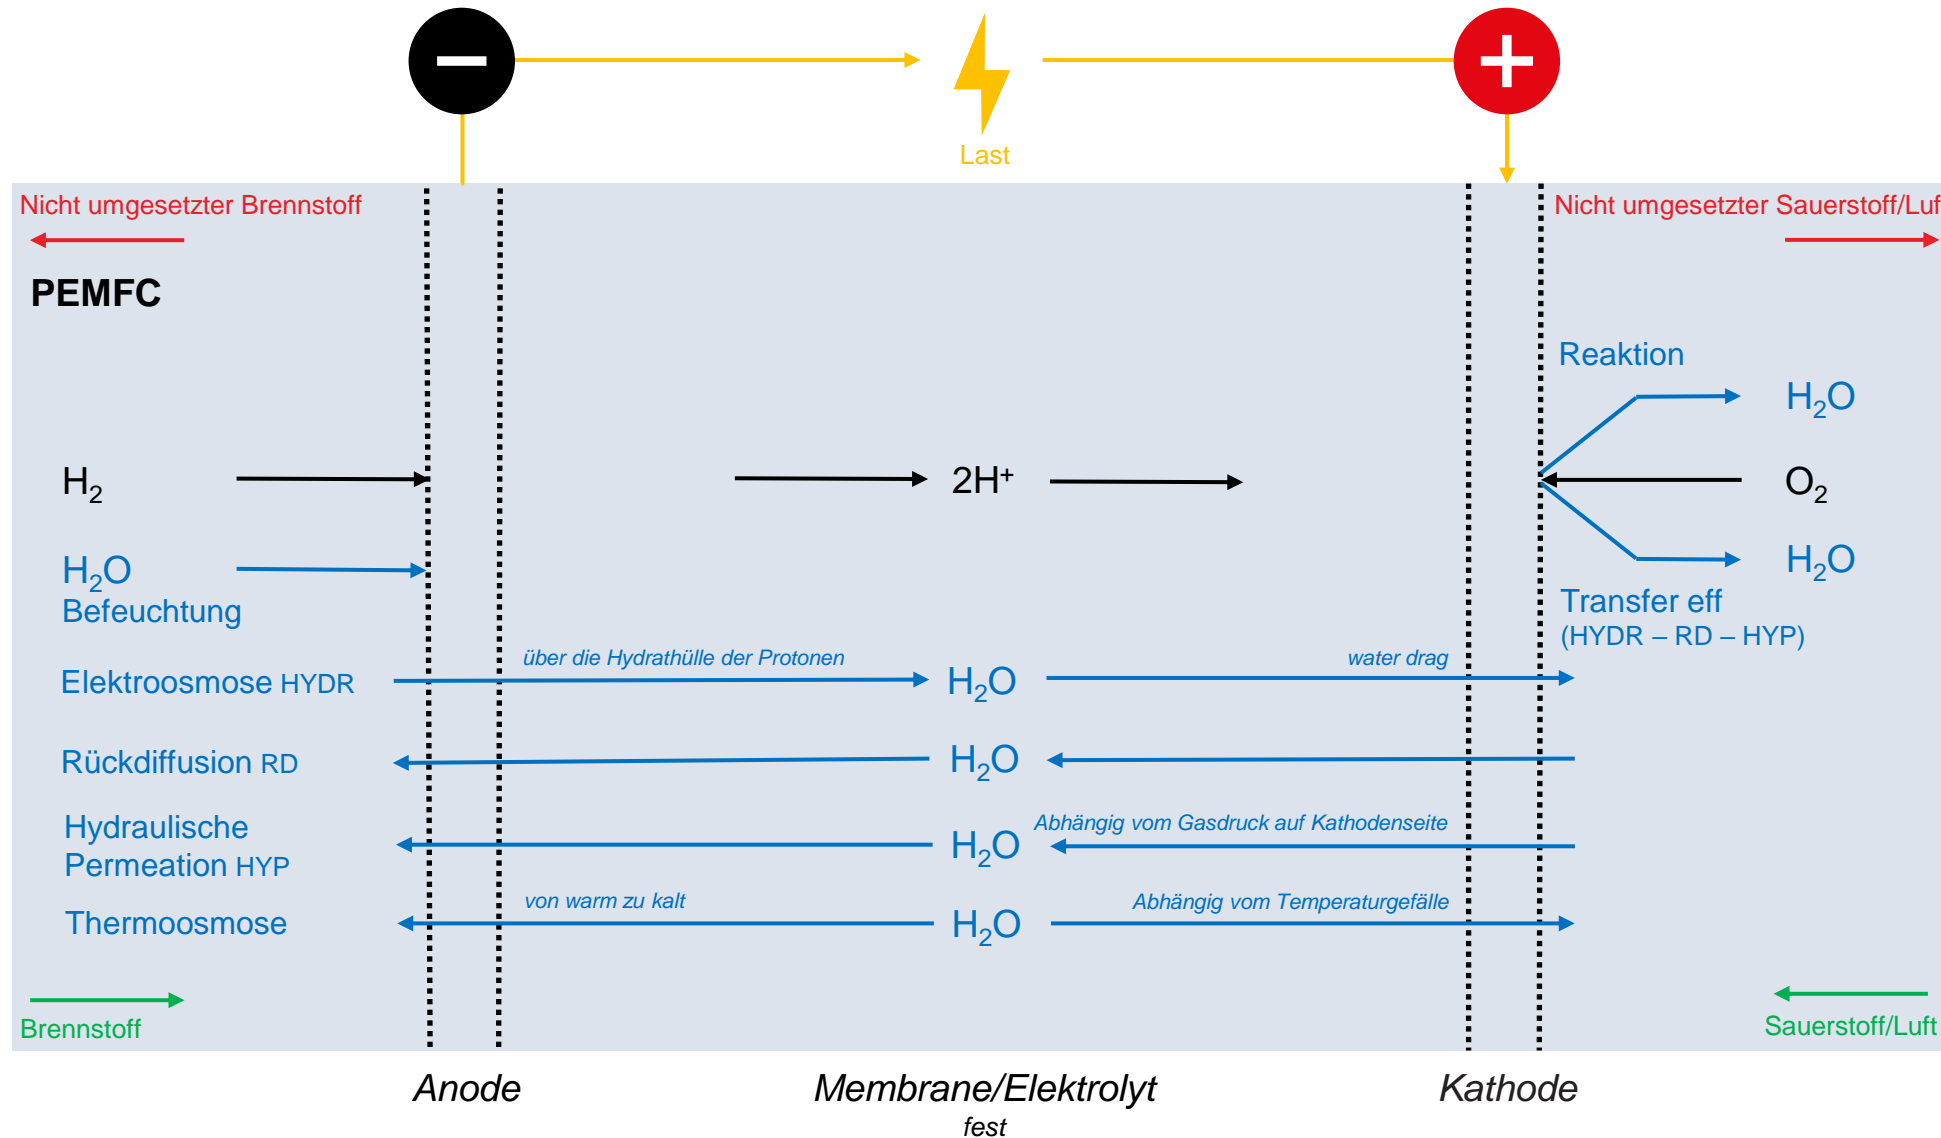 Last
Nicht umgesetzter Brennstoff
Nicht umgesetzter Sauerstoff/Luf
PEMFC
Reaktion
H₂O
H₂
2H⁺
O₂
H₂O
Befeuchtung
H₂O
Transfer eff
(HYDR – RD – HYP)
über die Hydrathülle der Protonen
water drag
Elektroosmose HYDR
H₂O
Rückdiffusion RD
H₂O
Hydraulische
Permeation HYP
Abhängig vom Gasdruck auf Kathodenseite
H₂O
von warm zu kalt
Abhängig vom Temperaturgefälle
Thermoosmose
H₂O
Brennstoff
Sauerstoff/Luft
Anode
Membrane/Elektrolyt
fest
Kathode